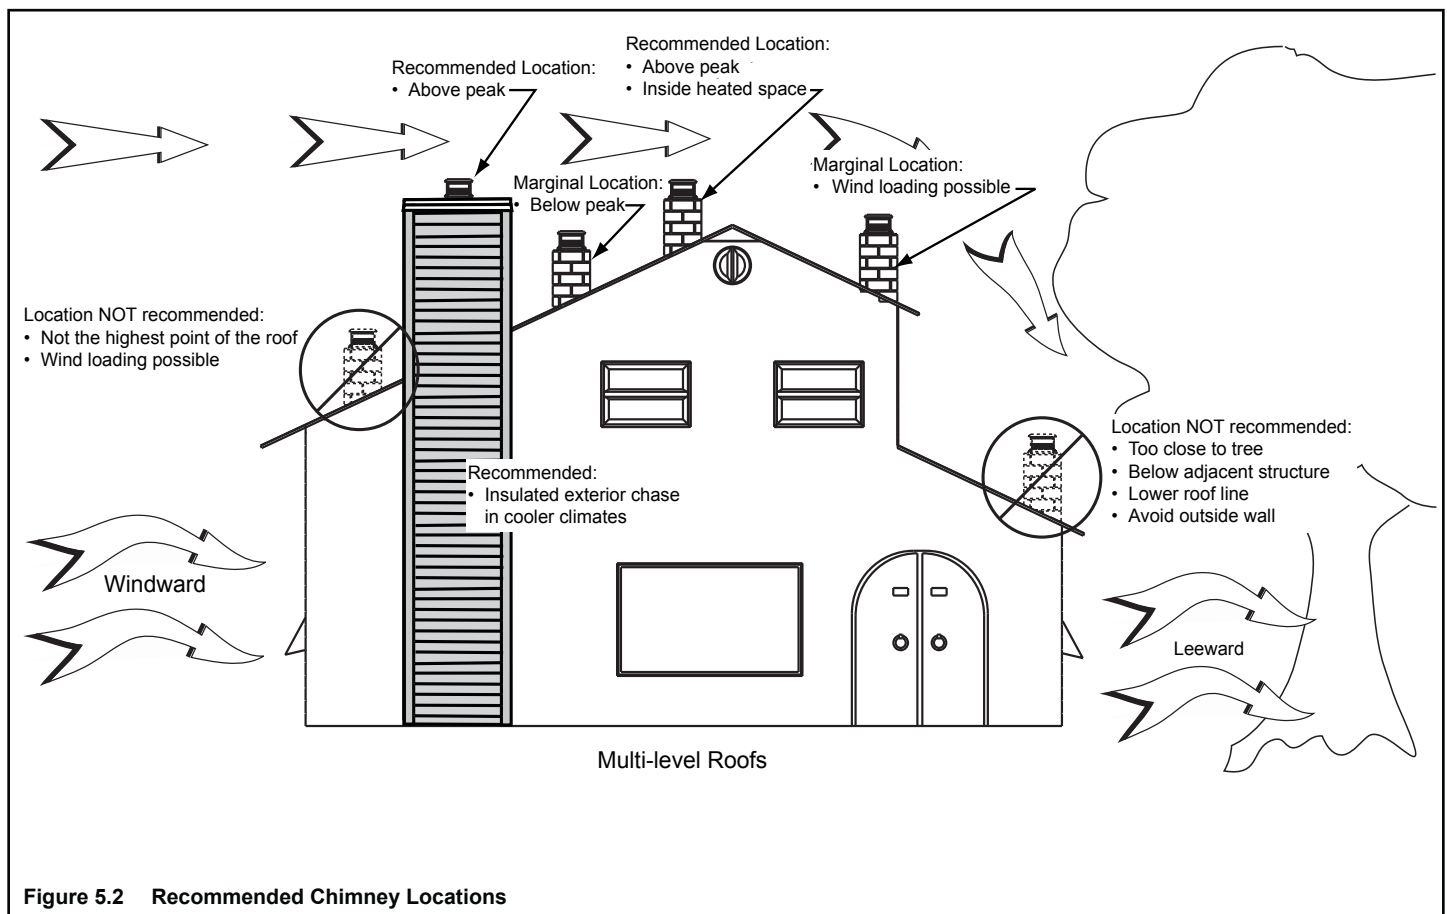 Recommended Location:
• Above peak
Recommended Location:
• Above peak
• Inside heated space
Marginal Location:
• Below peak
Marginal Location:
• Wind loading possible
Location NOT recommended:
• Not the highest point of the roof
• Wind loading possible
Location NOT recommended:
• Too close to tree
• Below adjacent structure
• Lower roof line
• Avoid outside wall
Recommended:
• Insulated exterior chase
in cooler climates
Windward
Leeward
Multi-level Roofs
Figure 5.2 Recommended Chimney Locations